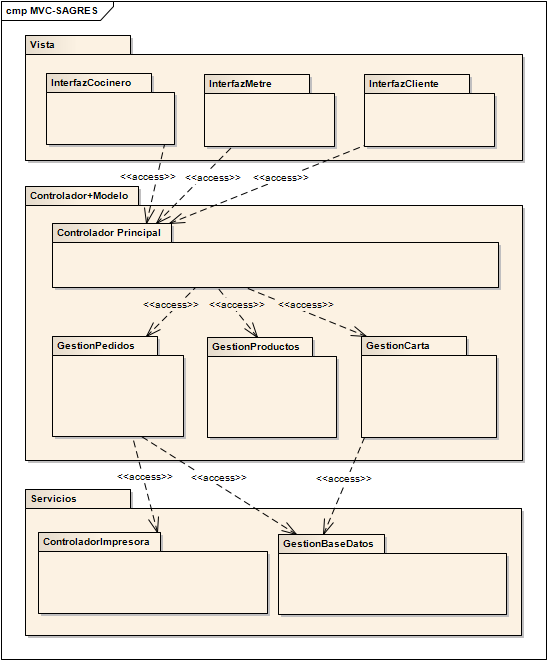 cmp MVC-SAGRES
Vista
InterfazCocinero
InterfazMetre
InterfazCliente
<<access>>
<<access>>
<<access>>
Controlador+Modelo
Controlador Principal
<<access>>
<<access>>
<<access>>
GestionPedidos
GestionProductos
GestionCarta
<<access>>
<<access>>
<<access>>
Servicios
ControladorImpresora
GestionBaseDatos